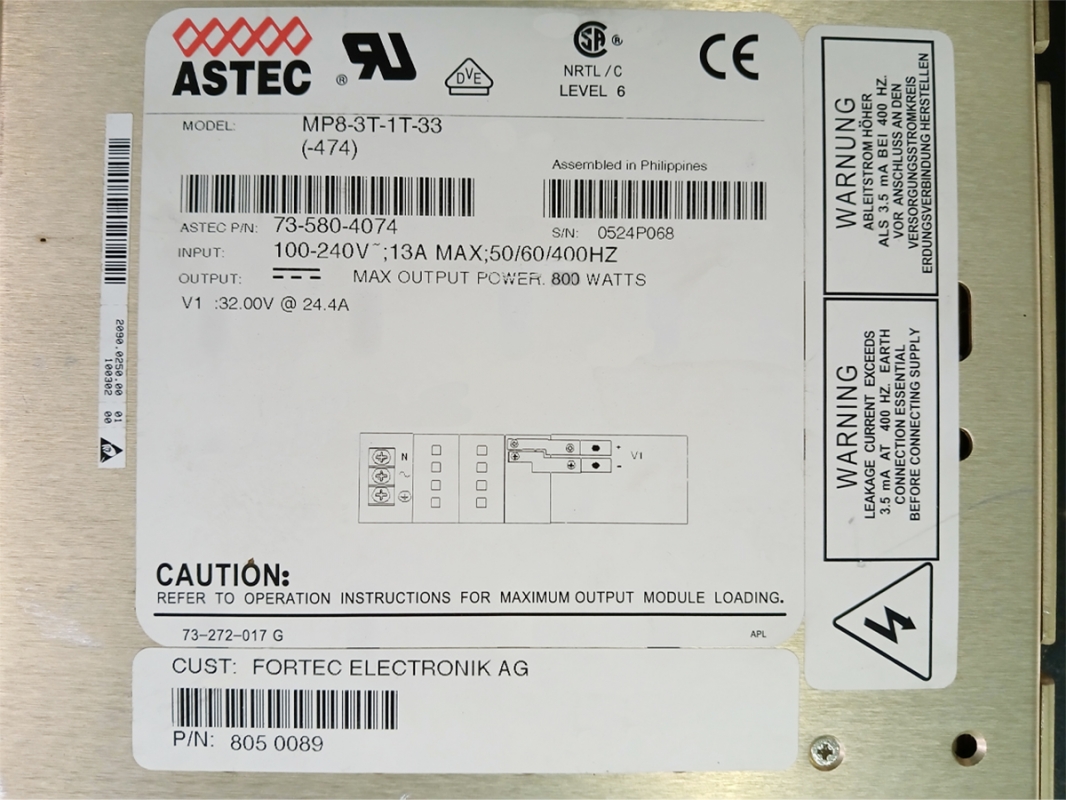 ASTEC
® RU
DVE
SA ®
NRTL / C
LEVEL 6
CE
MODEL: MP8-3T-1T-33
(-474)
Assembled in Philippines
ASTEC P/N: 73-580-4074
S/N: 0524P068
INPUT: 100-240V~;13A MAX;50/60/400HZ
OUTPUT: MAX OUTPUT POWER. 800 WATTS
V1 :32.00V @ 24.4A
N
+
V1
~
-
CAUTION:
REFER TO OPERATION INSTRUCTIONS FOR MAXIMUM OUTPUT MODULE LOADING.
73-272-017 G
APL
CUST: FORTEC ELECTRONIK AG
P/N: 805 0089
2090.0250.00 01
100302 00
WARNUNG
ABLEITSTROM HÖHER
ALS 3.5 mA BEI 400 HZ.
VOR ANSCHLUSS AN DEN
VERSORGUNGSSTROMKREIS
ERDUNGSVERBINDUNG HERSTELLEN
WARNING
LEAKAGE CURRENT EXCEEDS
3.5 mA AT 400 HZ. EARTH
CONNECTION ESSENTIAL
BEFORE CONNECTING SUPPLY